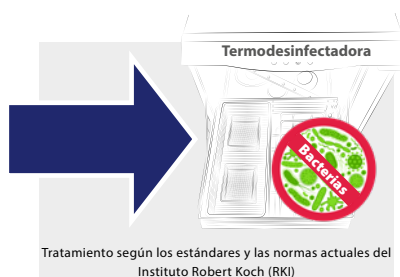 Termodesinfectadora
Bacterias
Tratamiento según los estándares y las normas actuales del
Instituto Robert Koch (RKI)